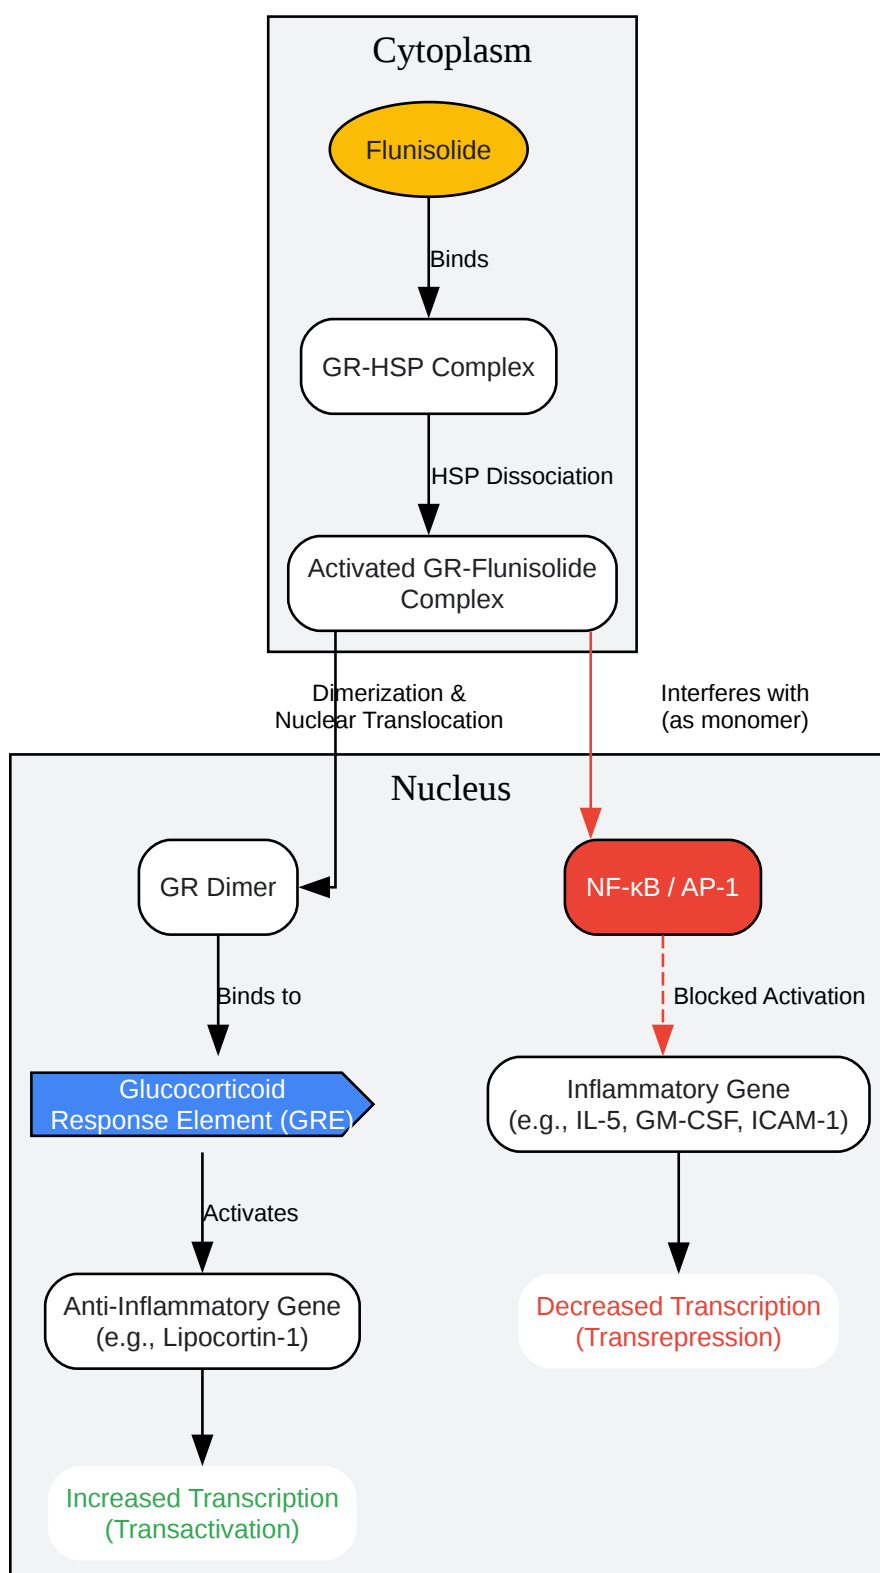 Cytoplasm
Flunisolide
Binds
GR-HSP Complex
HSP Dissociation
Activated GR-Flunisolide
Complex
Dimerization &
Nuclear Translocation
Interferes with
(as monomer)
Nucleus
GR Dimer
NF-κB / AP-1
Binds to
Blocked Activation
Glucocorticoid
Response Element (GRE)
Inflammatory Gene
(e.g., IL-5, GM-CSF, ICAM-1)
Activates
Anti-Inflammatory Gene
(e.g., Lipocortin-1)
Decreased Transcription
(Transrepression)
Increased Transcription
(Transactivation)